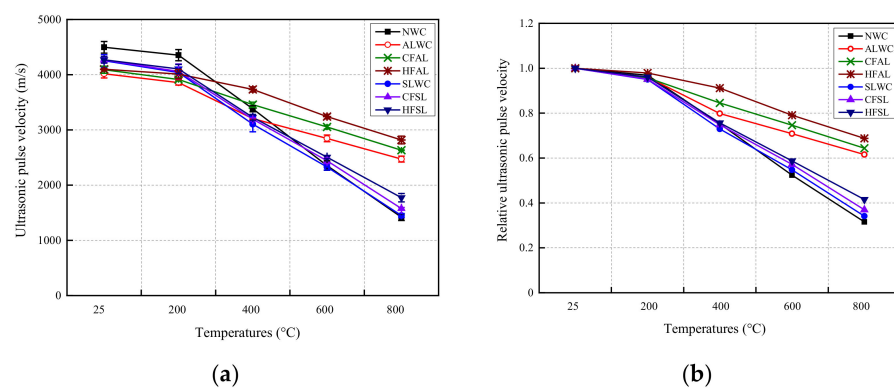 5000
4000
3000
2000
1000
0
Ultrasonic pulse velocity (m/s)
NWC
ALWC
CFAL
HFAL
SLWC
CFSL
HFSL
25 200 400 600 800
Temperatures (°C)
(a)
1.2
1.0
0.8
0.6
0.4
0.2
0
Relative ultrasonic pulse velocity
NWC
ALWC
CFAL
HFAL
SLWC
CFSL
HFSL
25 200 400 600 800
Temperatures (°C)
(b)